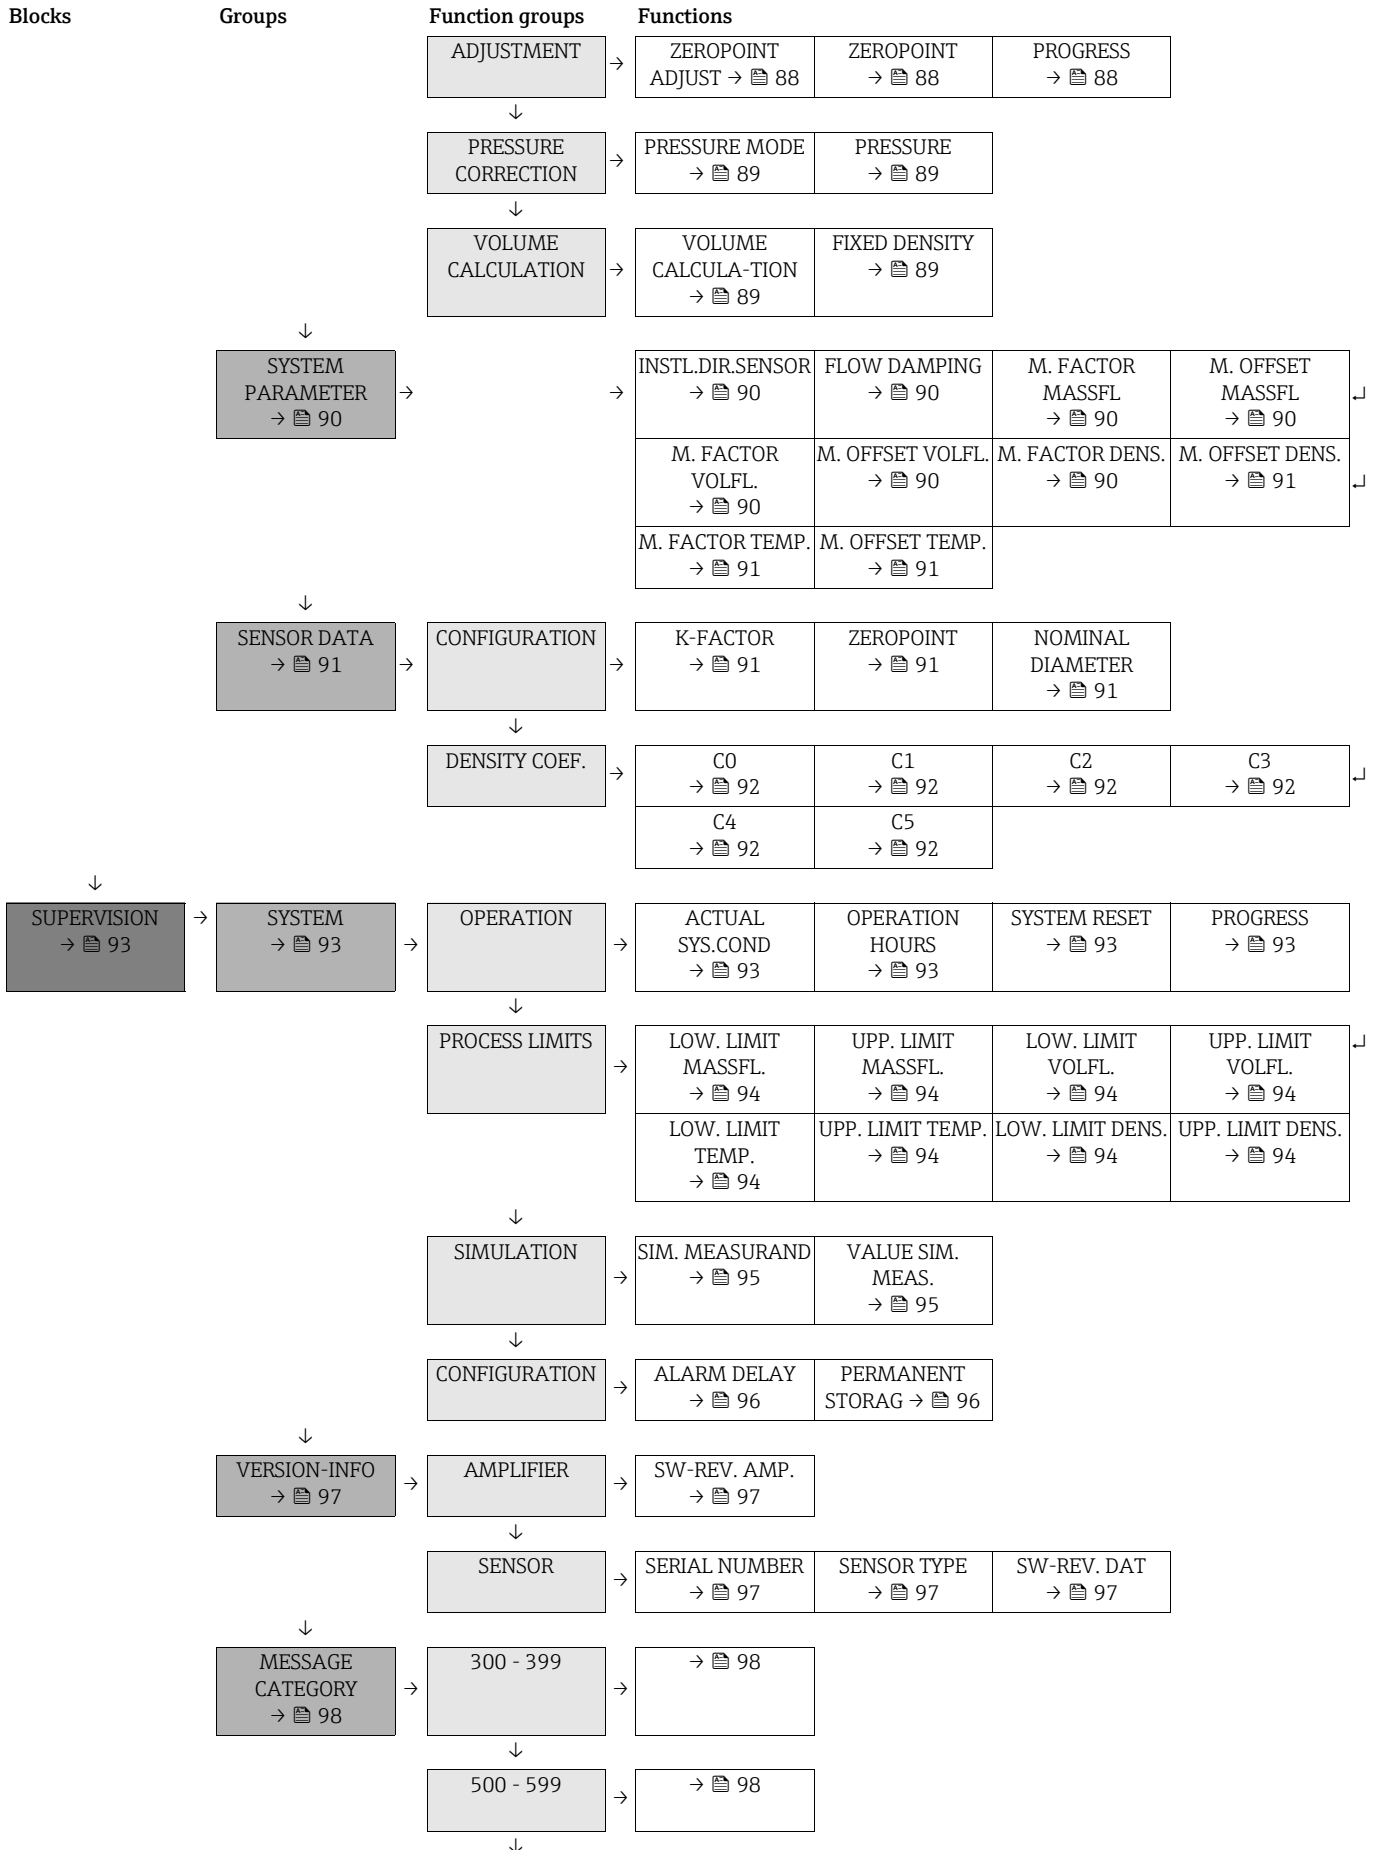 Blocks Groups Function groups Functions
ADJUSTMENT → ZEROPOINT ZEROPOINT PROGRESS
ADJUST → 88 → 88 → 88
↓
PRESSURE → PRESSURE MODE PRESSURE
CORRECTION → 89 → 89
↓
VOLUME VOLUME FIXED DENSITY
CALCULATION → CALCULA-TION → 89
→ 89
↓
SYSTEM INSTL.DIR.SENSOR FLOW DAMPING M. FACTOR M. OFFSET
PARAMETER → → → 90 → 90 MASSFL MASSFL ↵
→ 90 → 90 → 90
M. FACTOR M. OFFSET VOLFL. M. FACTOR DENS. M. OFFSET DENS.
VOLFL. → 90 → 90 → 91 ↵
→ 90
M. FACTOR TEMP. M. OFFSET TEMP.
→ 91 → 91
↓
SENSOR DATA CONFIGURATION K-FACTOR ZEROPOINT NOMINAL
→ 91 → → → 91 → 91 DIAMETER
→ 91
↓
DENSITY COEF. → C0 C1 C2 C3 ↵
→ 92 → 92 → 92 → 92
C4 C5
→ 92 → 92
↓
SUPERVISION → SYSTEM OPERATION ACTUAL OPERATION SYSTEM RESET PROGRESS
→ 93 → 93 → → SYS.COND HOURS → 93 → 93
→ 93 → 93
↓
PROCESS LIMITS LOW. LIMIT UPP. LIMIT LOW. LIMIT UPP. LIMIT ↵
→ MASSFL. MASSFL. VOLFL. VOLFL.
→ 94 → 94 → 94 → 94
LOW. LIMIT UPP. LIMIT TEMP. LOW. LIMIT DENS. UPP. LIMIT DENS.
TEMP. → 94 → 94 → 94
→ 94
↓
SIMULATION SIM. MEASURAND VALUE SIM.
→ → 95 MEAS.
→ 95
↓
CONFIGURATION → ALARM DELAY PERMANENT
→ 96 STORAG → 96
↓
VERSION-INFO → AMPLIFIER → SW-REV. AMP.
→ 97 → 97
↓
SENSOR → SERIAL NUMBER SENSOR TYPE SW-REV. DAT
→ 97 → 97 → 97
↓
MESSAGE 300 - 399 → 98
CATEGORY → →
→ 98
↓
500 - 599 → → 98
↓